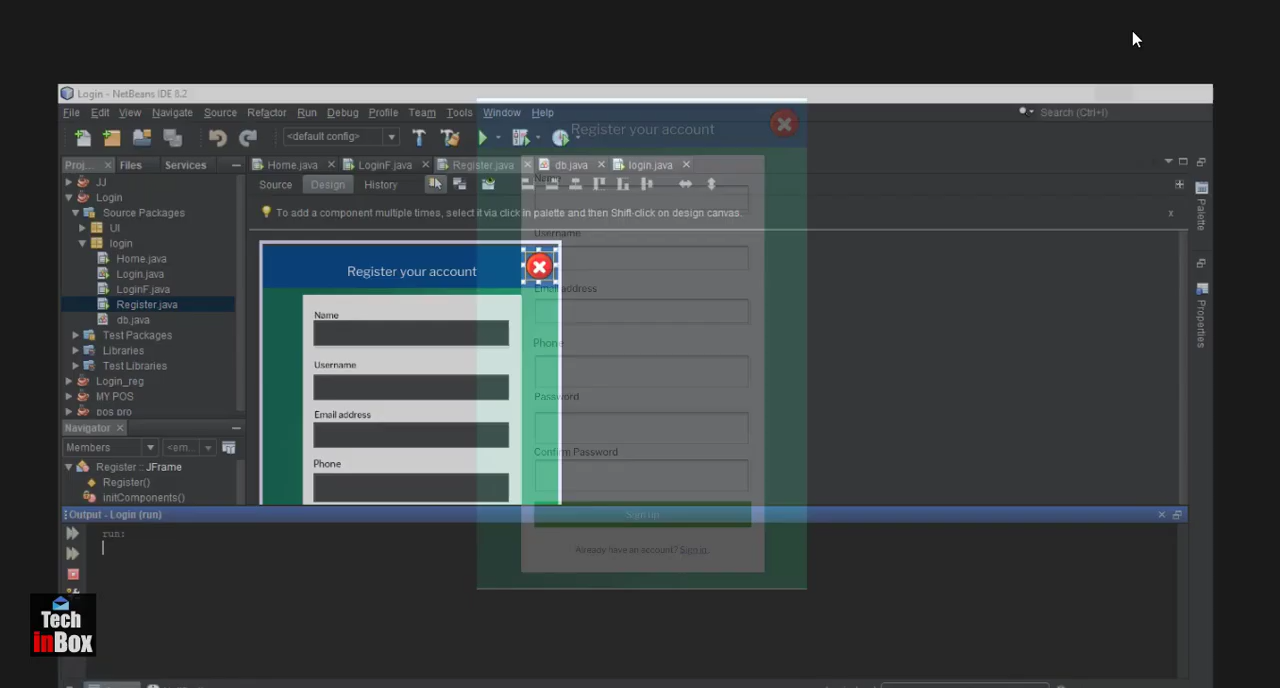 Login - NetBeans IDE 8.2
File Edit View Navigate Source Refactor Run Debug Profile Team Tools Window Help
Search (Ctrl+I)
<default config>
Register your account
Proj... Files Services
Home.java LoginF.java Register.java db.java login.java
Source Design History
To add a component multiple times, select it via click in palette and then Shift-click on design canvas.
JJ
Login
Source Packages
UI
login
Home.java
Login.java
LoginF.java
Register.java
db.java
Test Packages
Libraries
Test Libraries
Login_reg
MY POS
pos pro
Navigator
Members
<em...
Register :: JFrame
Register()
initComponents()
Register your account
Name
Username
Email address
Phone
Name
Username
Email address
Phone
Password
Confirm Password
Sign up
Already have an account? Sign in.
Palette
Properties
Output - Login (run)
run:
Tech
inBox